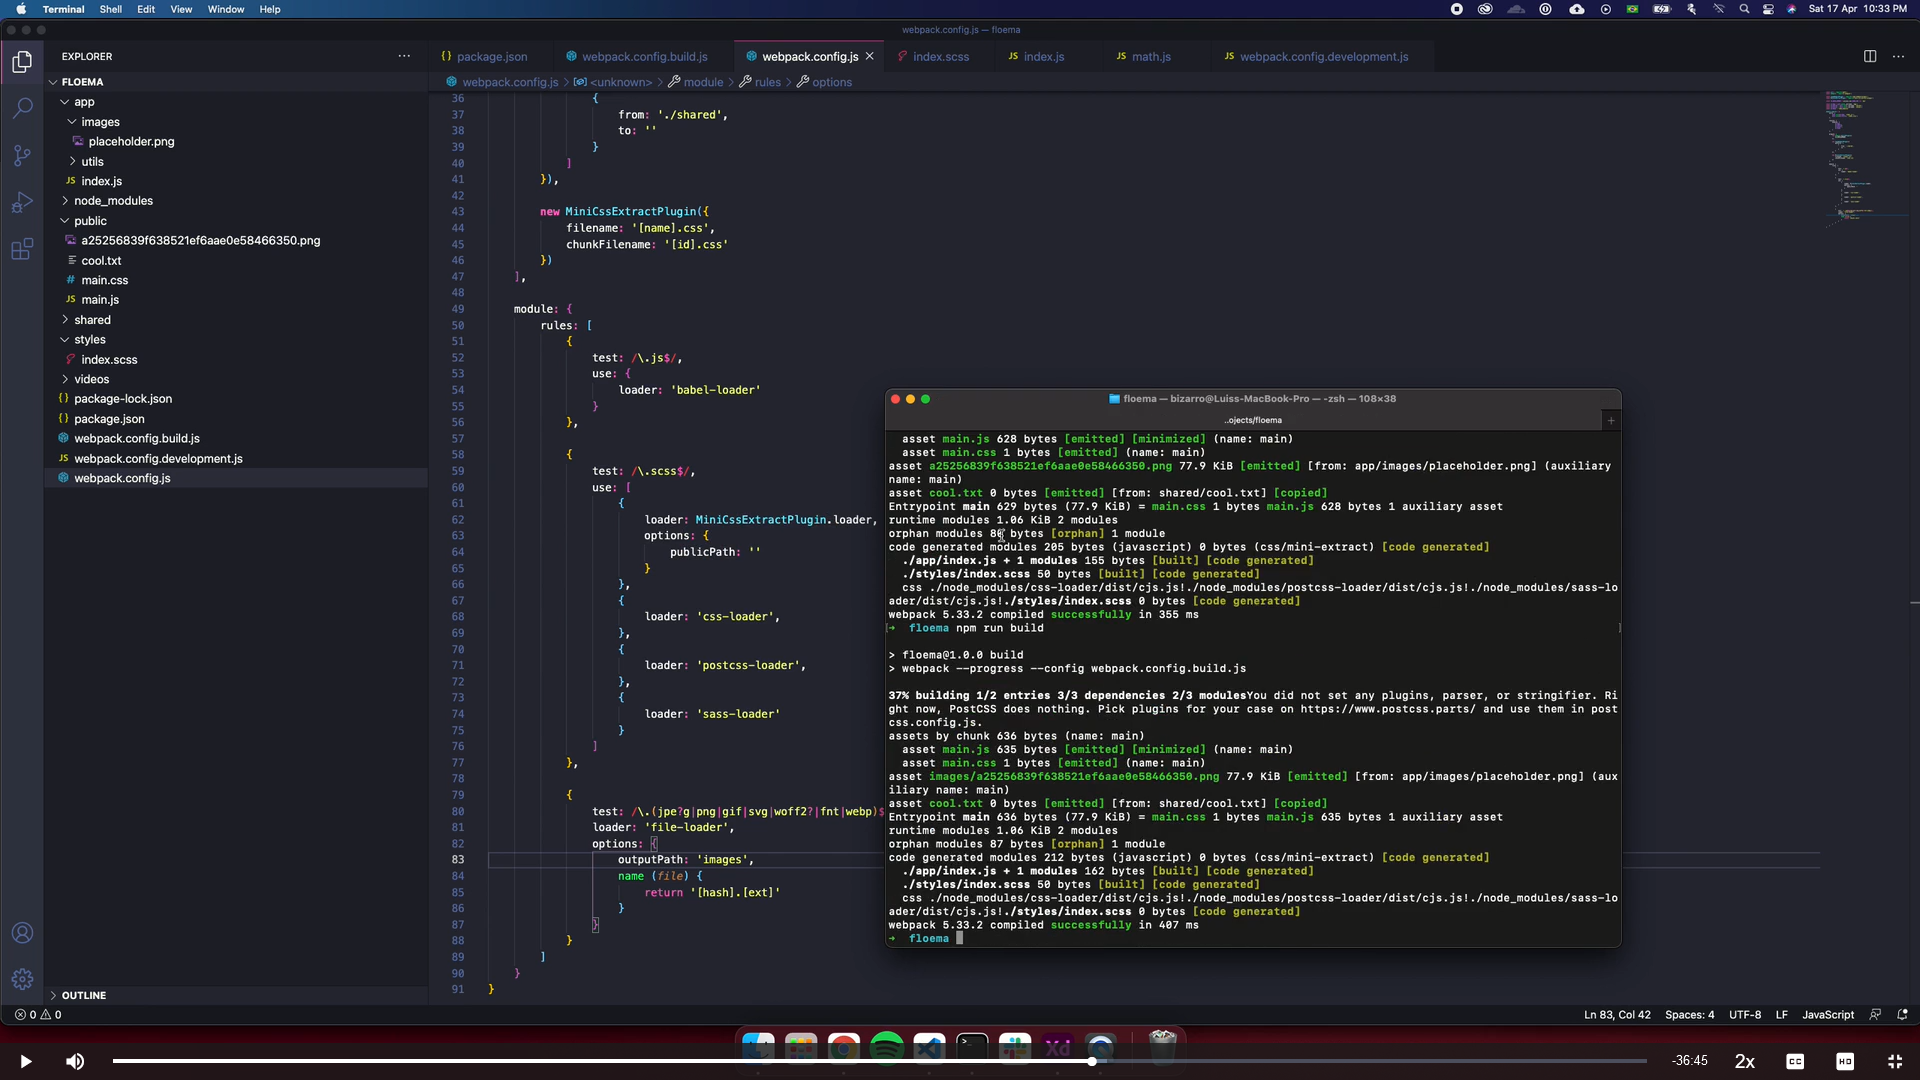 Terminal Shell Edit View Window Help
Sat 17 Apr 10:33 PM
webpack.config.js — floema
EXPLORER
FLOEMA
app
images
placeholder.png
utils
JS index.js
node_modules
public
a25256839f638521ef6aae0e58466350.png
cool.txt
# main.css
JS main.js
shared
styles
index.scss
videos
{} package-lock.json
{} package.json
webpack.config.build.js
webpack.config.development.js
webpack.config.js
OUTLINE
{} package.json
webpack.config.build.js
webpack.config.js
index.scss
JS index.js
JS math.js
JS webpack.config.development.js
webpack.config.js > <unknown> > module > rules > options
36 {
37 from: './shared',
38 to: ''
39 }
40 ]
41 }),
42
43 new MiniCssExtractPlugin({
44 filename: '[name].css',
45 chunkFilename: '[id].css'
46 })
47 ],
48
49 module: {
50 rules: [
51 {
52 test: /\.js$/,
53 use: {
54 loader: 'babel-loader'
55 }
56 },
57
58 {
59 test: /\.scss$/,
60 use: [
61 {
62 loader: MiniCssExtractPlugin.loader,
63 options: {
64 publicPath: ''
65 }
66 },
67 {
68 loader: 'css-loader',
69 },
70 {
71 loader: 'postcss-loader',
72 },
73 {
74 loader: 'sass-loader'
75 }
76 ]
77 },
78
79 {
80 test: /\.(jpe?g|png|gif|svg|woff2?|fnt|webp)$
81 loader: 'file-loader',
82 options: {
83 outputPath: 'images',
84 name (file) {
85 return '[hash].[ext]'
86 }
87 }
88 }
89 ]
90 }
91 }
floema — bizarro@Luiss-MacBook-Pro — -zsh — 108×38
..ojects/floema
asset main.js 628 bytes [emitted] [minimized] (name: main)
asset main.css 1 bytes [emitted] (name: main)
asset a25256839f638521ef6aae0e58466350.png 77.9 KiB [emitted] [from: app/images/placeholder.png] (auxiliary
name: main)
asset cool.txt 0 bytes [emitted] [from: shared/cool.txt] [copied]
Entrypoint main 629 bytes (77.9 KiB) = main.css 1 bytes main.js 628 bytes 1 auxiliary asset
runtime modules 1.06 KiB 2 modules
orphan modules bytes [orphan] 1 module
code generated modules 205 bytes (javascript) 0 bytes (css/mini-extract) [code generated]
./app/index.js + 1 modules 155 bytes [built] [code generated]
./styles/index.scss 50 bytes [built] [code generated]
css ./node_modules/css-loader/dist/cjs.js!./node_modules/postcss-loader/dist/cjs.js!./node_modules/sass-lo
ader/dist/cjs.js!./styles/index.scss 0 bytes [code generated]
webpack 5.33.2 compiled successfully in 355 ms
[→ floema npm run build ]
> floema@1.0.0 build
> webpack --progress --config webpack.config.build.js
37% building 1/2 entries 3/3 dependencies 2/3 modulesYou did not set any plugins, parser, or stringifier. Ri
ght now, PostCSS does nothing. Pick plugins for your case on https://www.postcss.parts/ and use them in post
css.config.js.
assets by chunk 636 bytes (name: main)
asset main.js 635 bytes [emitted] [minimized] (name: main)
asset main.css 1 bytes [emitted] (name: main)
asset images/a25256839f638521ef6aae0e58466350.png 77.9 KiB [emitted] [from: app/images/placeholder.png] (aux
iliary name: main)
asset cool.txt 0 bytes [emitted] [from: shared/cool.txt] [copied]
Entrypoint main 636 bytes (77.9 KiB) = main.css 1 bytes main.js 635 bytes 1 auxiliary asset
runtime modules 1.06 KiB 2 modules
orphan modules 87 bytes [orphan] 1 module
code generated modules 212 bytes (javascript) 0 bytes (css/mini-extract) [code generated]
./app/index.js + 1 modules 162 bytes [built] [code generated]
./styles/index.scss 50 bytes [built] [code generated]
css ./node_modules/css-loader/dist/cjs.js!./node_modules/postcss-loader/dist/cjs.js!./node_modules/sass-lo
ader/dist/cjs.js!./styles/index.scss 0 bytes [code generated]
webpack 5.33.2 compiled successfully in 407 ms
→ floema
0 0
Ln 83, Col 42 Spaces: 4 UTF-8 LF JavaScript
Xd
-36:45 2x CC HD